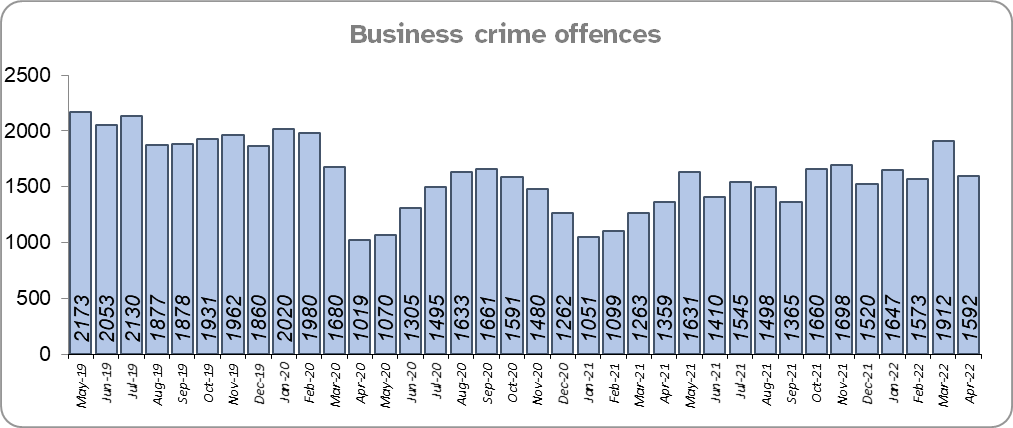 Business crime offences
2500
2000
1500
1000
500
0
2173
2053
2130
1877
1878
1931
1962
1860
2020
1980
1680
1019
1070
1305
1495
1633
1661
1591
1480
1262
1051
1099
1263
1359
1631
1410
1545
1498
1365
1660
1698
1520
1647
1573
1912
1592
May-19
Jun-19
Jul-19
Aug-19
Sep-19
Oct-19
Nov-19
Dec-19
Jan-20
Feb-20
Mar-20
Apr-20
May-20
Jun-20
Jul-20
Aug-20
Sep-20
Oct-20
Nov-20
Dec-20
Jan-21
Feb-21
Mar-21
Apr-21
May-21
Jun-21
Jul-21
Aug-21
Sep-21
Oct-21
Nov-21
Dec-21
Jan-22
Feb-22
Mar-22
Apr-22